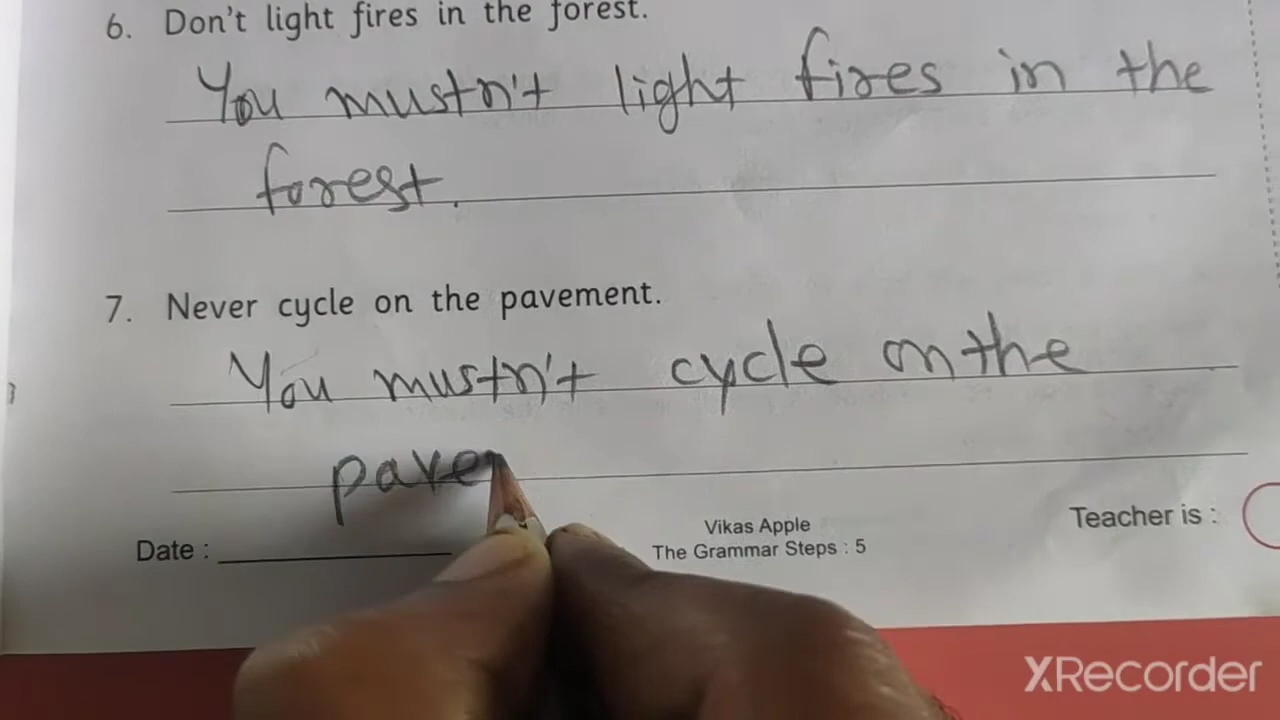 6. Don't light fires in the forest.
You mustn't light fires in the
forest.
7. Never cycle on the pavement.
You mustn't cycle on the
pave
Date :
Vikas Apple
The Grammar Steps : 5
Teacher is :
XRecorder